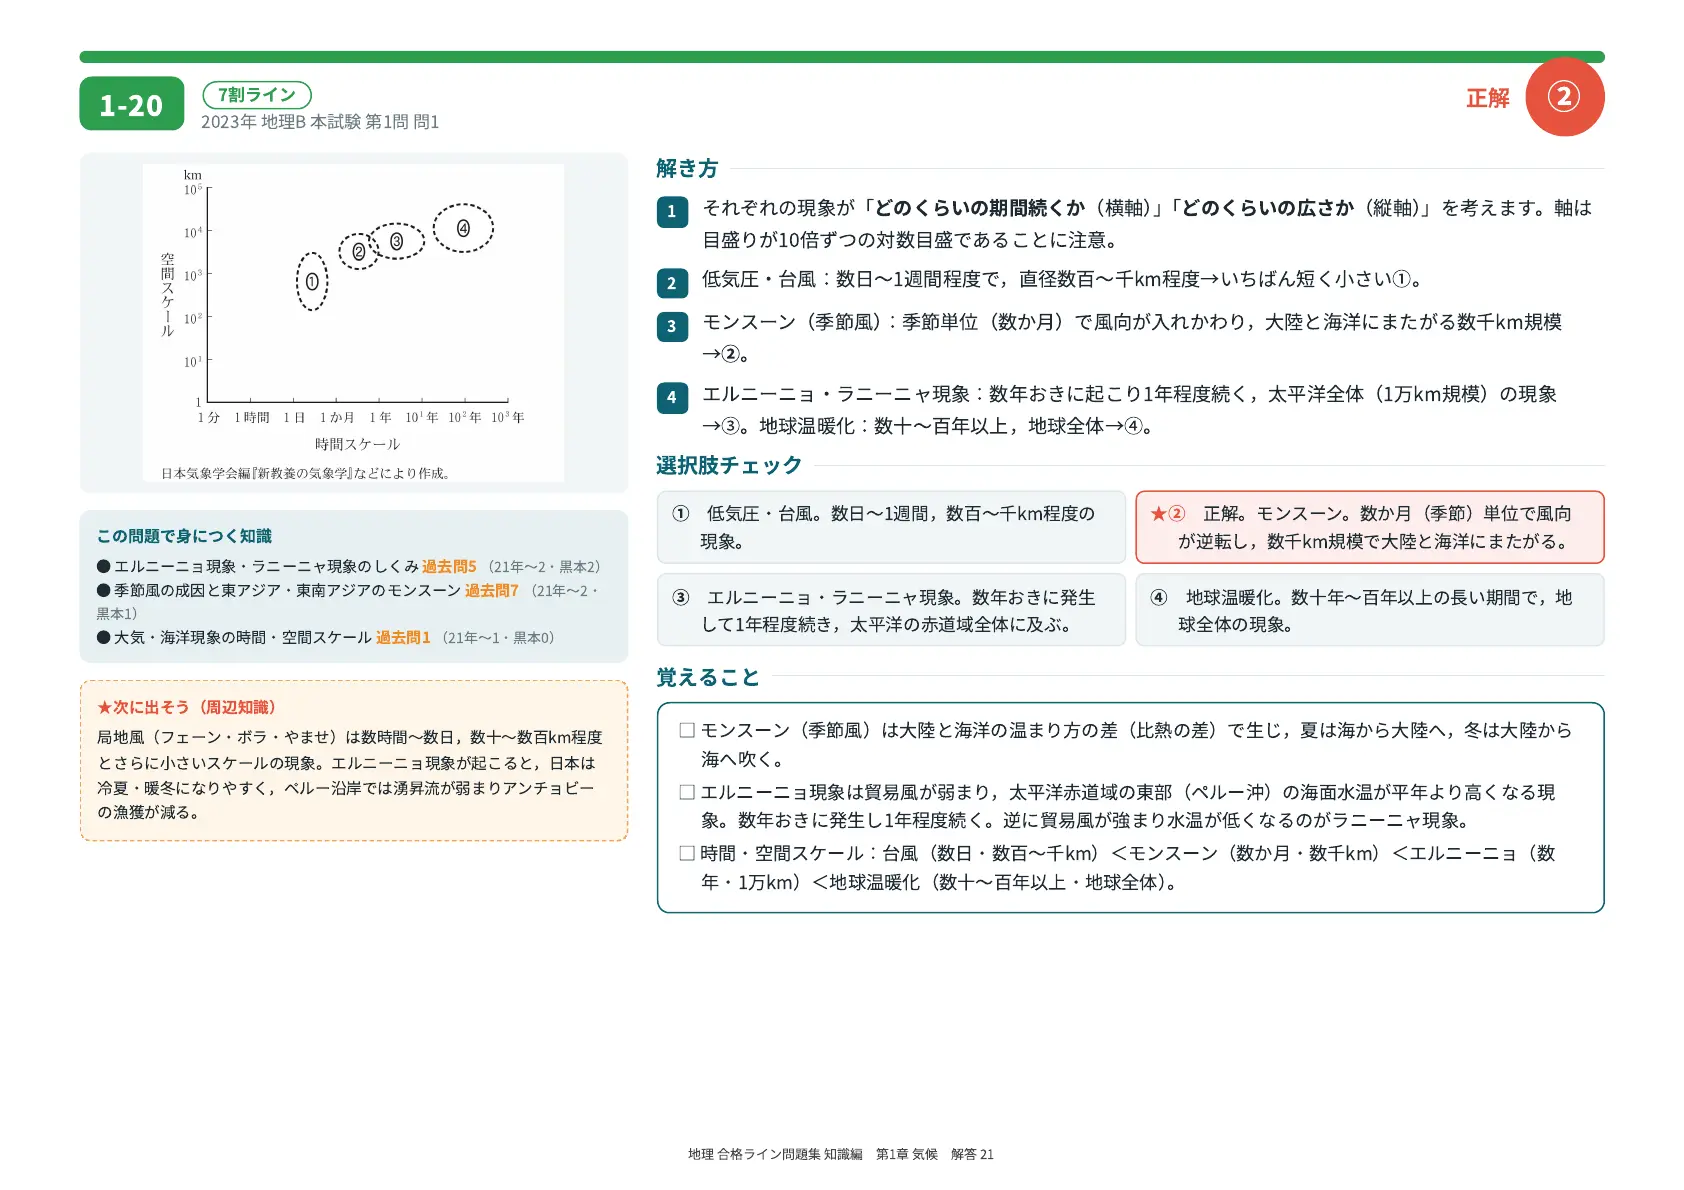 1-20
7割ライン
2023年 地理B 本試験 第1問 問1
正解 ②
km
10⁵
10⁴
10³
10²
10¹
1
空間スケール
①
②
③
④
1分 1時間 1日 1か月 1年 10¹年 10²年 10³年
時間スケール
日本気象学会編『新教養の気象学』などにより作成。
この問題で身につく知識
●エルニーニョ現象・ラニーニャ現象のしくみ 過去問5 （21年〜2・黒本2）
●季節風の成因と東アジア・東南アジアのモンスーン 過去問7 （21年〜2・
黒本1）
●大気・海洋現象の時間・空間スケール 過去問1 （21年〜1・黒本0）
★次に出そう（周辺知識）
局地風（フェーン・ボラ・やませ）は数時間〜数日，数十〜数百km程度
とさらに小さいスケールの現象。エルニーニョ現象が起こると，日本は
冷夏・暖冬になりやすく，ペルー沿岸では湧昇流が弱まりアンチョビー
の漁獲が減る。
解き方
1 それぞれの現象が「どのくらいの期間続くか（横軸）」「どのくらいの広さか（縦軸）」を考えます。軸は
目盛りが10倍ずつの対数目盛であることに注意。
2 低気圧・台風：数日〜1週間程度で，直径数百〜千km程度→いちばん短く小さい①。
3 モンスーン（季節風）：季節単位（数か月）で風向が入れかわり，大陸と海洋にまたがる数千km規模
→②。
4 エルニーニョ・ラニーニャ現象：数年おきに起こり1年程度続く，太平洋全体（1万km規模）の現象
→③。地球温暖化：数十〜百年以上，地球全体→④。
選択肢チェック
① 低気圧・台風。数日〜1週間，数百〜千km程度の
現象。
★② 正解。モンスーン。数か月（季節）単位で風向
が逆転し，数千km規模で大陸と海洋にまたがる。
③ エルニーニョ・ラニーニャ現象。数年おきに発生
して1年程度続き，太平洋の赤道域全体に及ぶ。
④ 地球温暖化。数十年〜百年以上の長い期間で，地
球全体の現象。
覚えること
□ モンスーン（季節風）は大陸と海洋の温まり方の差（比熱の差）で生じ，夏は海から大陸へ，冬は大陸から
海へ吹く。
□ エルニーニョ現象は貿易風が弱まり，太平洋赤道域の東部（ペルー沖）の海面水温が平年より高くなる現
象。数年おきに発生し1年程度続く。逆に貿易風が強まり水温が低くなるのがラニーニャ現象。
□ 時間・空間スケール：台風（数日・数百〜千km）＜モンスーン（数か月・数千km）＜エルニーニョ（数
年・1万km）＜地球温暖化（数十〜百年以上・地球全体）。
地理 合格ライン問題集 知識編 第1章 気候 解答 21